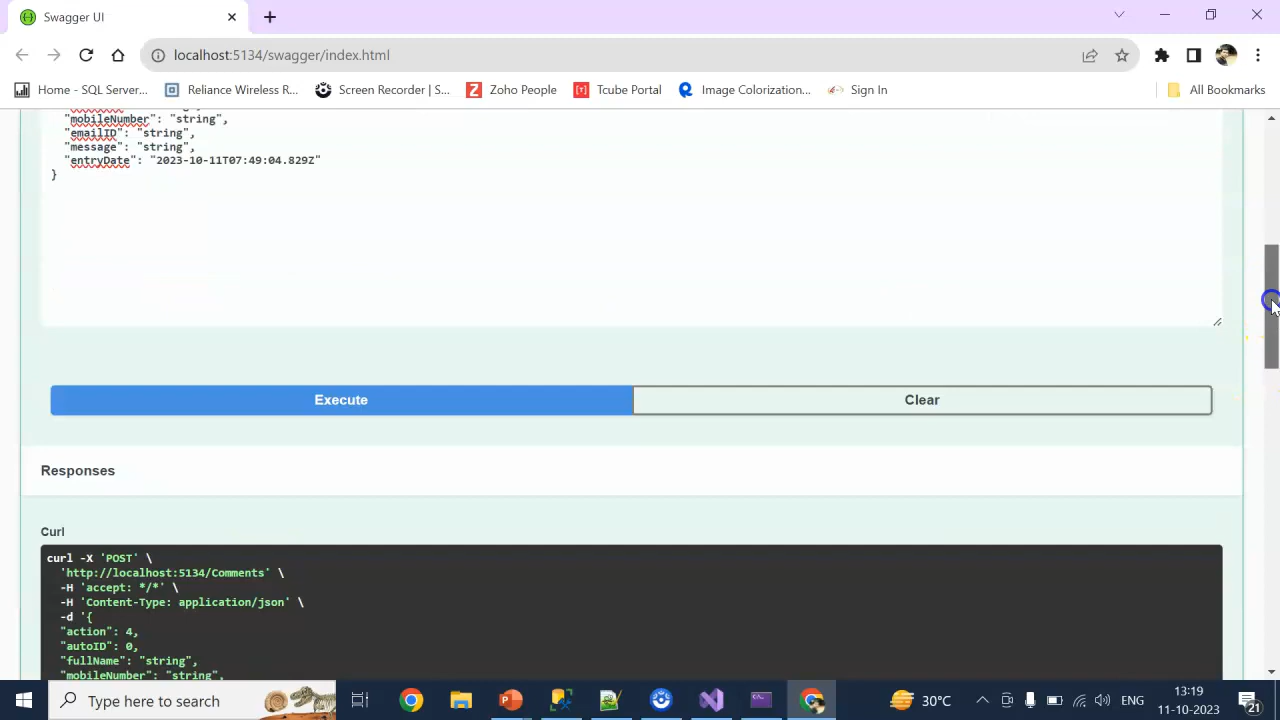 Swagger UI
localhost:5134/swagger/index.html
Home - SQL Server...
Reliance Wireless R...
Screen Recorder | S...
Zoho People
Tcube Portal
Image Colorization...
Sign In
All Bookmarks
"mobileNumber": "string",
"emailID": "string",
"message": "string",
"entryDate": "2023-10-11T07:49:04.829Z"
}
Execute
Clear
Responses
Curl
curl -X 'POST' \
'http://localhost:5134/Comments' \
-H 'accept: */*' \
-H 'Content-Type: application/json' \
-d '{
"action": 4,
"autoID": 0,
"fullName": "string",
"mobileNumber": "string",
Type here to search
30°C
ENG
13:19
11-10-2023
21